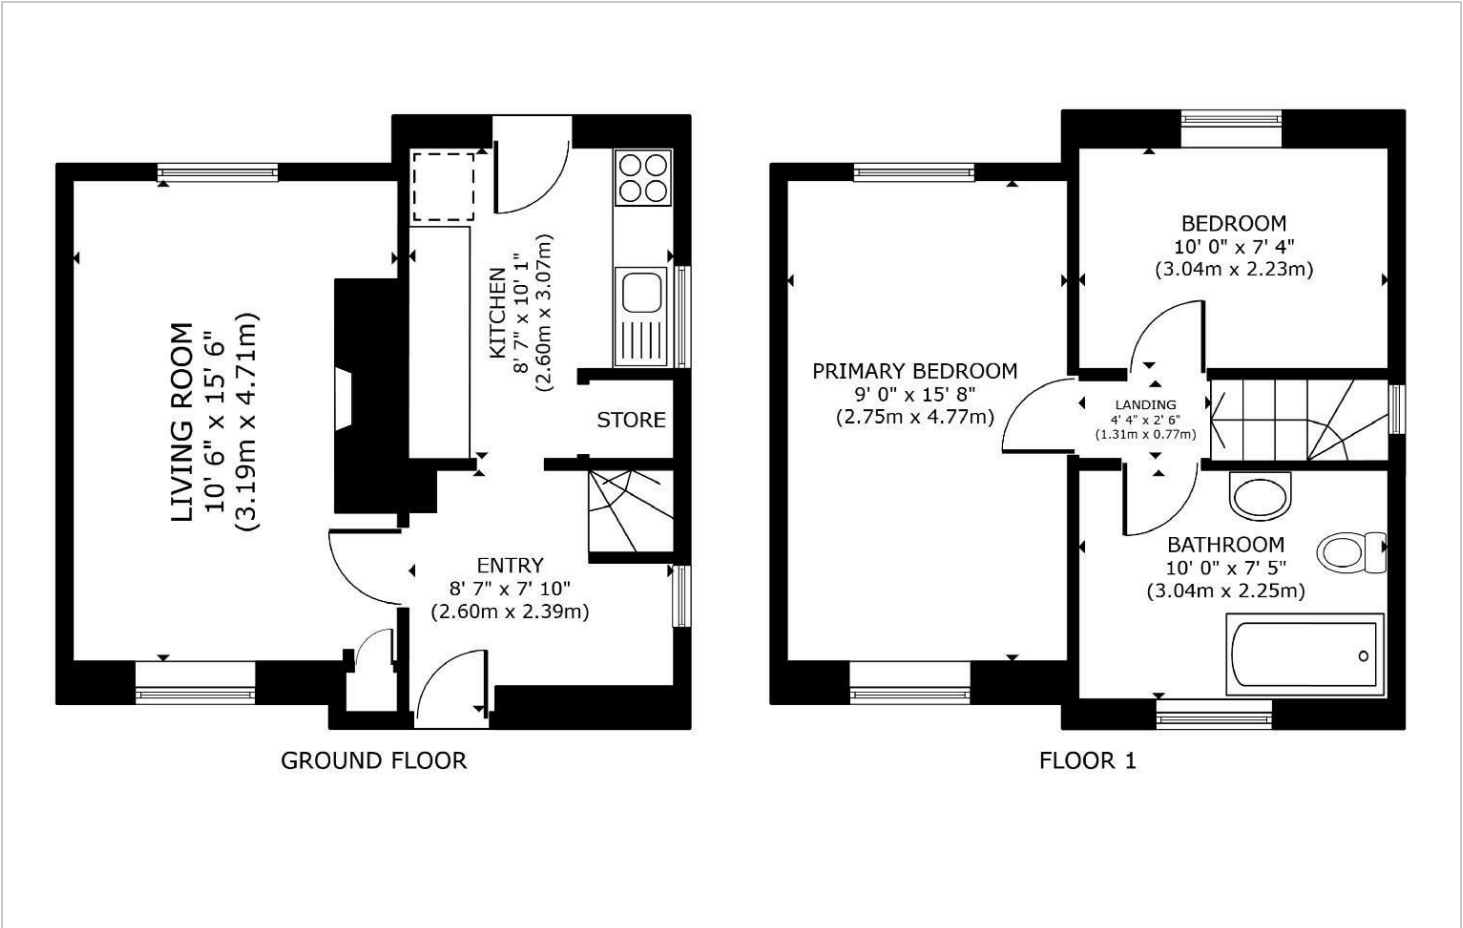 LIVING ROOM
10' 6" x 15' 6"
(3.19m x 4.71m)
KITCHEN
8' 7" x 10' 1"
(2.60m x 3.07m)
STORE
ENTRY
8' 7" x 7' 10"
(2.60m x 2.39m)
GROUND FLOOR
PRIMARY BEDROOM
9' 0" x 15' 8"
(2.75m x 4.77m)
BEDROOM
10' 0" x 7' 4"
(3.04m x 2.23m)
LANDING
4' 4" x 2' 6"
(1.31m x 0.77m)
BATHROOM
10' 0" x 7' 5"
(3.04m x 2.25m)
FLOOR 1